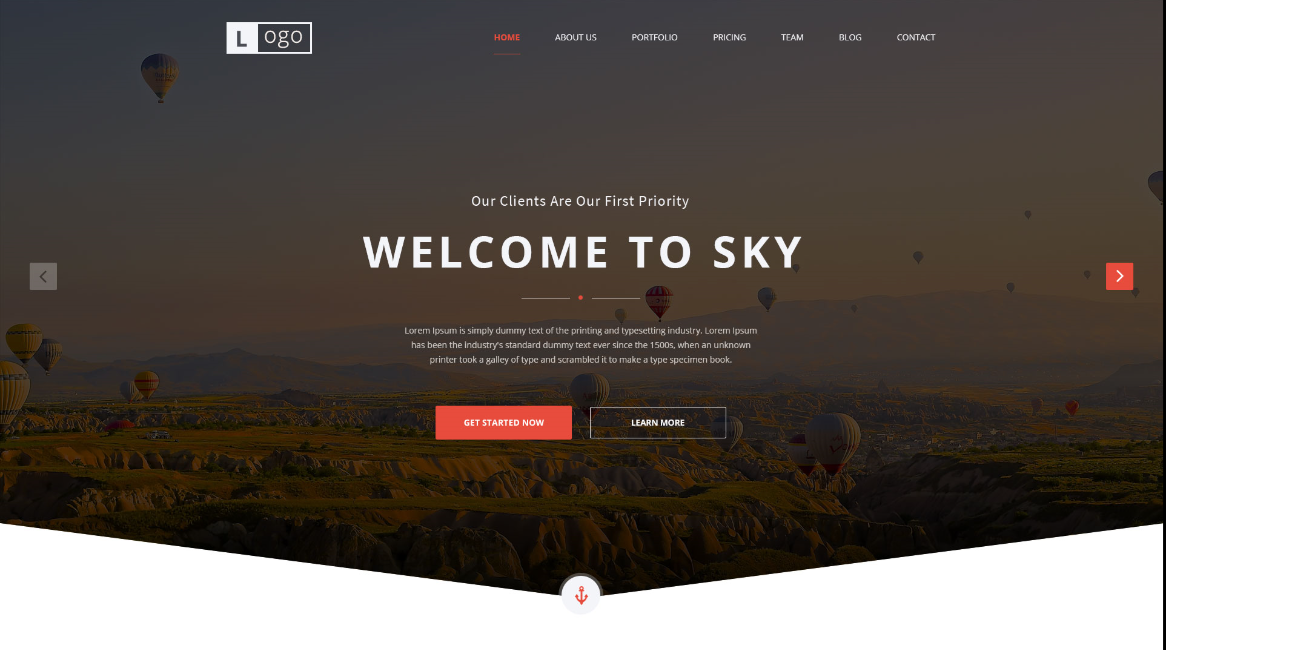 L ogo
HOME ABOUT US PORTFOLIO PRICING TEAM BLOG CONTACT
Our Clients Are Our First Priority
WELCOME TO SKY
Lorem Ipsum is simply dummy text of the printing and typesetting industry. Lorem Ipsum
has been the industry's standard dummy text ever since the 1500s, when an unknown
printer took a galley of type and scrambled it to make a type specimen book.
GET STARTED NOW LEARN MORE